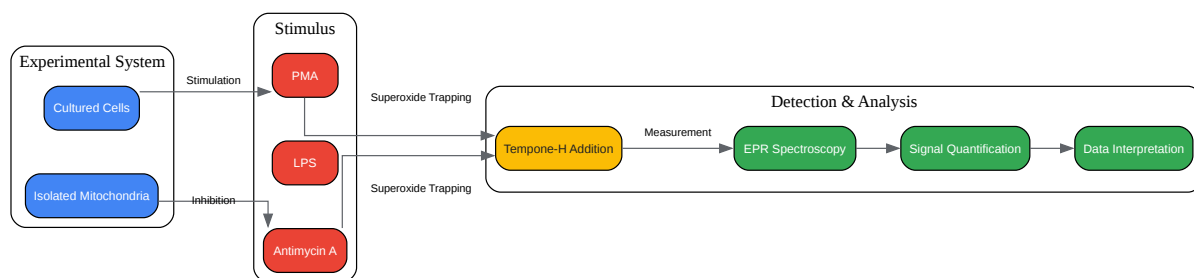 Experimental System
Cultured Cells
Isolated Mitochondria
Stimulation
Inhibition
Stimulus
PMA
LPS
Antimycin A
Superoxide Trapping
Superoxide Trapping
Detection & Analysis
Tempone-H Addition
Measurement
EPR Spectroscopy
Signal Quantification
Data Interpretation